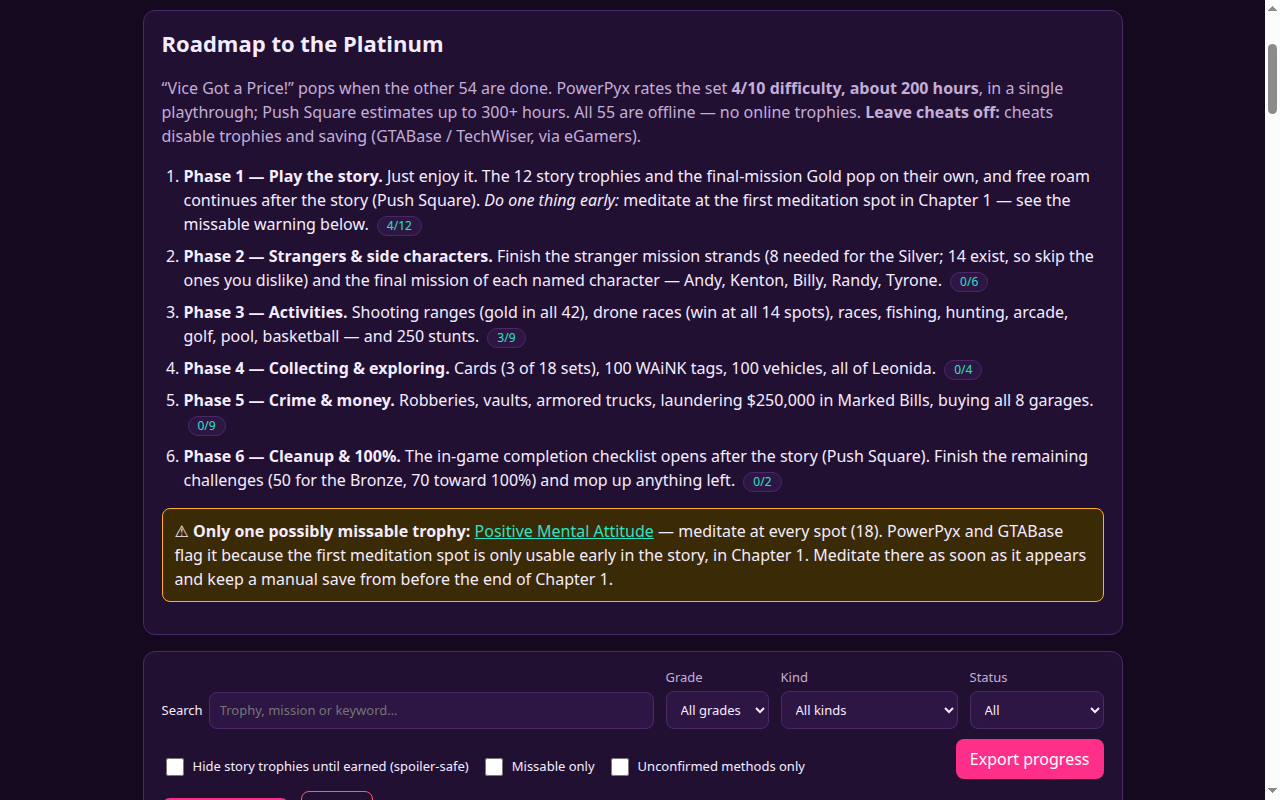 Roadmap to the Platinum
“Vice Got a Price!” pops when the other 54 are done. PowerPyx rates the set 4/10 difficulty, about 200 hours, in a single
playthrough; Push Square estimates up to 300+ hours. All 55 are offline — no online trophies. Leave cheats off: cheats
disable trophies and saving (GTABase / TechWiser, via eGamers).
1. Phase 1 — Play the story. Just enjoy it. The 12 story trophies and the final-mission Gold pop on their own, and free roam
continues after the story (Push Square). Do one thing early: meditate at the first meditation spot in Chapter 1 — see the
missable warning below. 4/12
2. Phase 2 — Strangers & side characters. Finish the stranger mission strands (8 needed for the Silver; 14 exist, so skip the
ones you dislike) and the final mission of each named character — Andy, Kenton, Billy, Randy, Tyrone. 0/6
3. Phase 3 — Activities. Shooting ranges (gold in all 42), drone races (win at all 14 spots), races, fishing, hunting, arcade,
golf, pool, basketball — and 250 stunts. 3/9
4. Phase 4 — Collecting & exploring. Cards (3 of 18 sets), 100 WAiNK tags, 100 vehicles, all of Leonida. 0/4
5. Phase 5 — Crime & money. Robberies, vaults, armored trucks, laundering $250,000 in Marked Bills, buying all 8 garages.
0/9
6. Phase 6 — Cleanup & 100%. The in-game completion checklist opens after the story (Push Square). Finish the remaining
challenges (50 for the Bronze, 70 toward 100%) and mop up anything left. 0/2
⚠ Only one possibly missable trophy: Positive Mental Attitude — meditate at every spot (18). PowerPyx and GTABase
flag it because the first meditation spot is only usable early in the story, in Chapter 1. Meditate there as soon as it appears
and keep a manual save from before the end of Chapter 1.
Grade Kind Status
Search Trophy, mission or keyword... All grades All kinds All
Hide story trophies until earned (spoiler-safe) Missable only Unconfirmed methods only Export progress